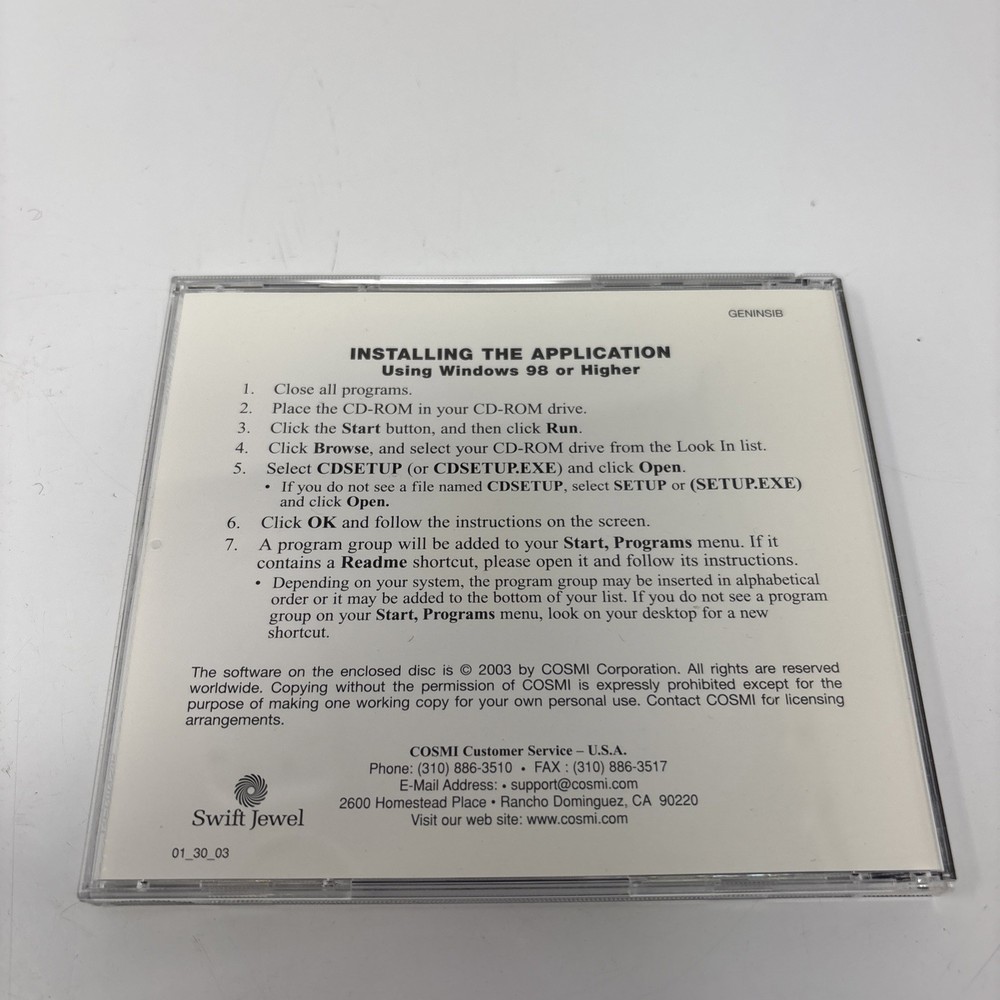 GENINSIB
INSTALLING THE APPLICATION
Using Windows 98 or Higher
1. Close all programs.
2. Place the CD-ROM in your CD-ROM drive.
3. Click the Start button, and then click Run.
4. Click Browse, and select your CD-ROM drive from the Look In list.
5. Select CDSETUP (or CDSETUP.EXE) and click Open.
• If you do not see a file named CDSETUP, select SETUP or (SETUP.EXE)
and click Open.
6. Click OK and follow the instructions on the screen.
7. A program group will be added to your Start, Programs menu. If it
contains a Readme shortcut, please open it and follow its instructions.
• Depending on your system, the program group may be inserted in alphabetical
order or it may be added to the bottom of your list. If you do not see a program
group on your Start, Programs menu, look on your desktop for a new
shortcut.
The software on the enclosed disc is © 2003 by COSMI Corporation. All rights are reserved
worldwide. Copying without the permission of COSMI is expressly prohibited except for the
purpose of making one working copy for your own personal use. Contact COSMI for licensing
arrangements.
COSMI Customer Service – U.S.A.
Phone: (310) 886-3510 • FAX : (310) 886-3517
E-Mail Address: • support@cosmi.com
2600 Homestead Place • Rancho Dominguez, CA 90220
Visit our web site: www.cosmi.com
Swift Jewel
01_30_03